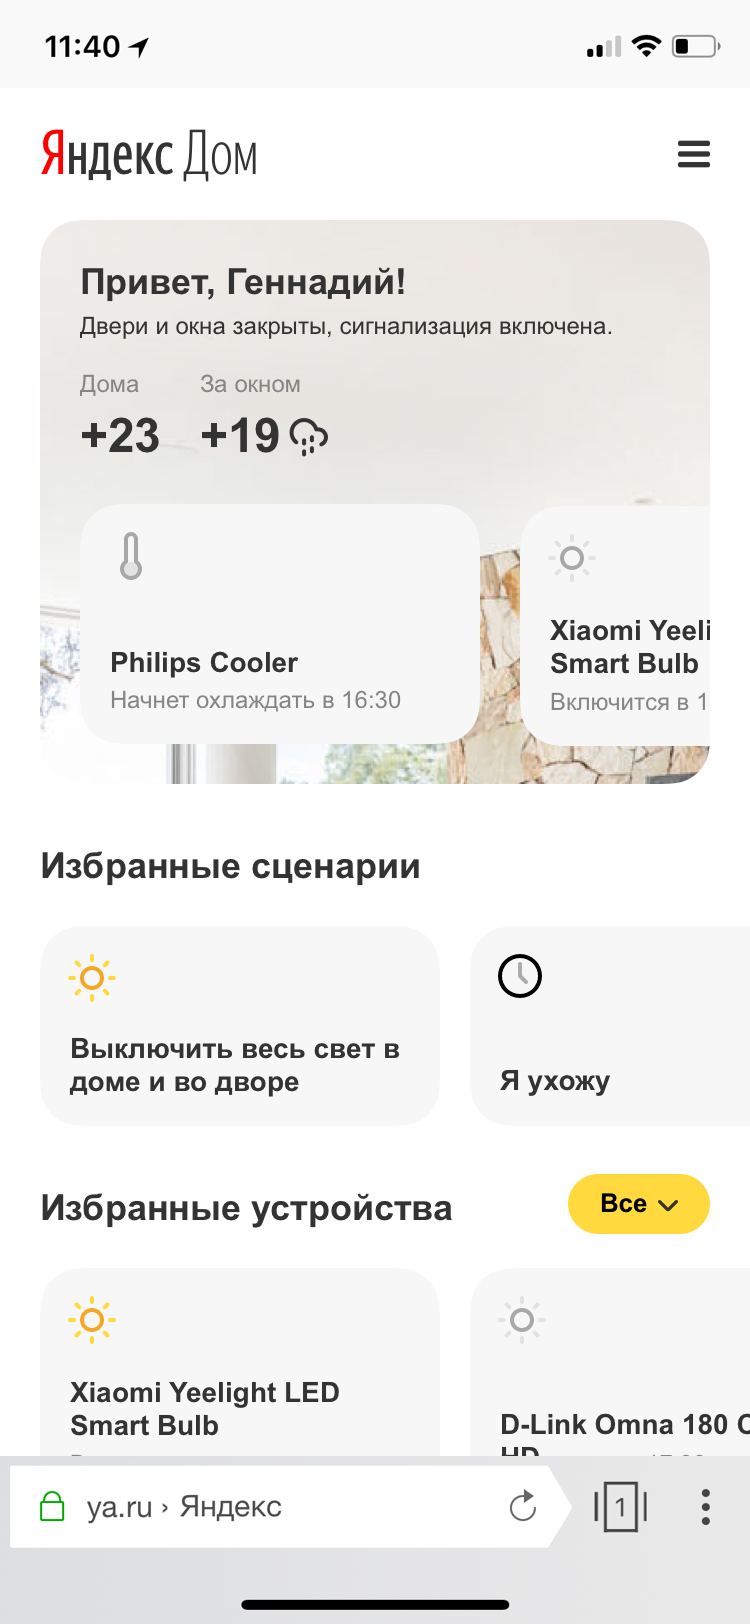 11:40
Яндекс Дом
Привет, Геннадий!
Двери и окна закрыты, сигнализация включена.
Дома За окном
+23 +19
Philips Cooler
Начнет охлаждать в 16:30
Xiaomi Yeeli
Smart Bulb
Включится в 1
Избранные сценарии
Выключить весь свет в
доме и во дворе
Я ухожу
Избранные устройства
Все
Xiaomi Yeelight LED
Smart Bulb
D-Link Omna 180 C
HD
ya.ru › Яндекс
1